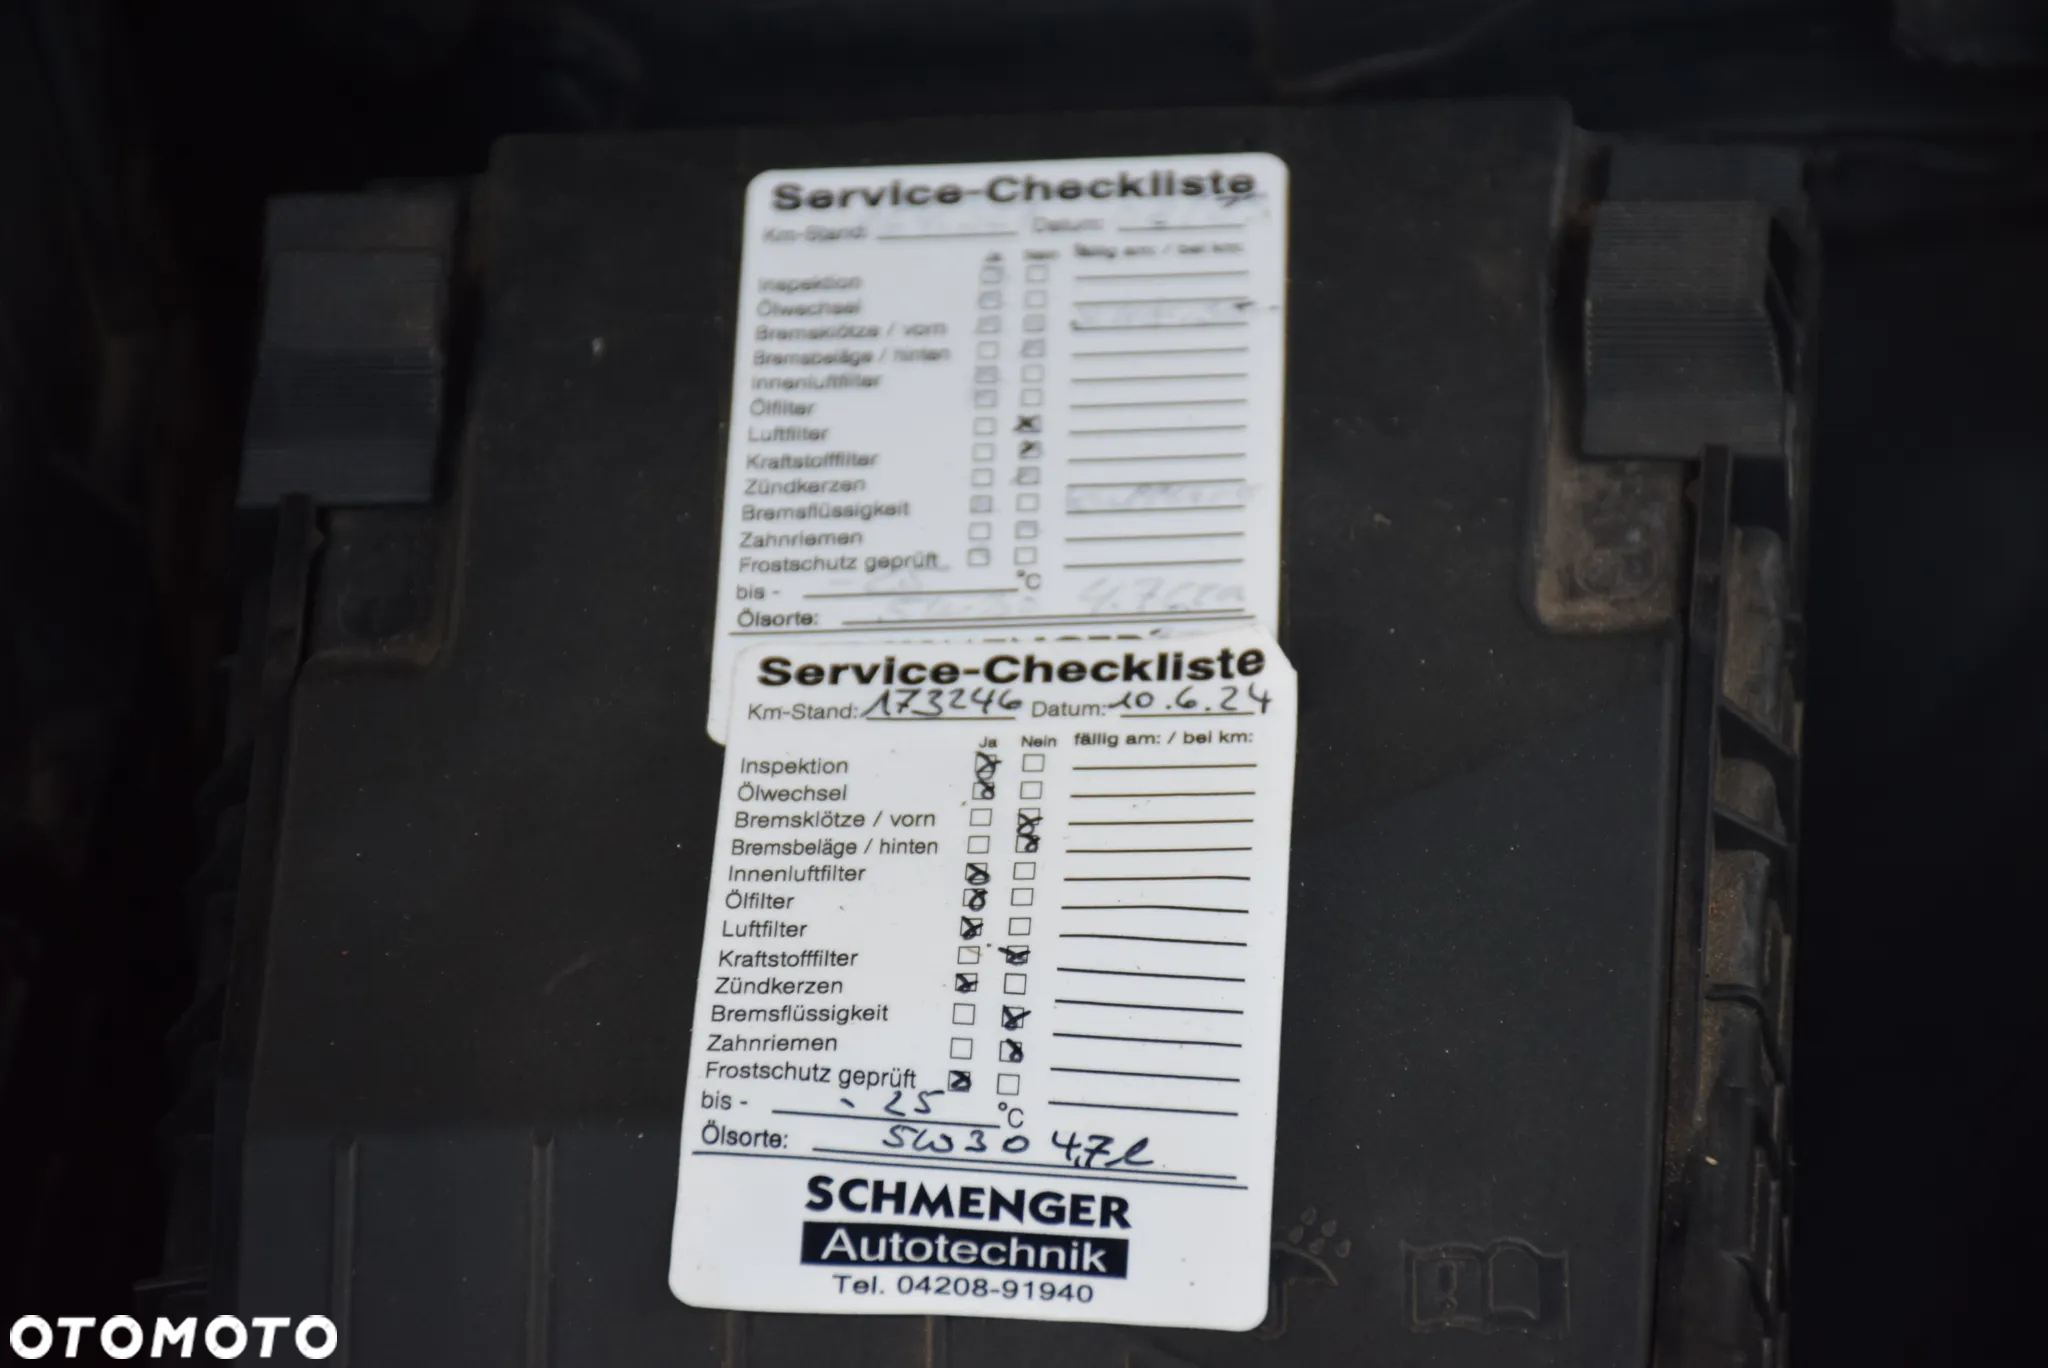 Service-Checkliste
Km-Stand: Datum:
Ja Nein fällig am: / bei km:
Inspektion
Ölwechsel
Bremsklötze / vorn
Bremsbeläge / hinten
Innenluftfilter
Ölfilter
Luftfilter
Kraftstofffilter
Zündkerzen
Bremsflüssigkeit
Zahnriemen
Frostschutz geprüft
bis - °C
Ölsorte:
Service-Checkliste
Km-Stand: 173246 Datum: 10.6.24
Ja Nein fällig am: / bei km:
Inspektion
Ölwechsel
Bremsklötze / vorn
Bremsbeläge / hinten
Innenluftfilter
Ölfilter
Luftfilter
Kraftstofffilter
Zündkerzen
Bremsflüssigkeit
Zahnriemen
Frostschutz geprüft
bis - - 25 °C
Ölsorte: 5W30 4,7l
SCHMENGER
Autotechnik
Tel. 04208-91940
OTOMOTO